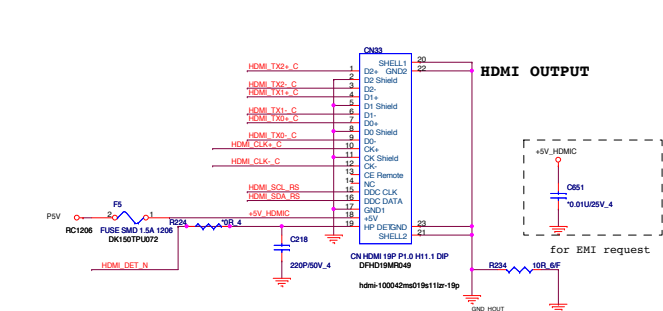 CN33
HDMI OUTPUT
SHELL1 20
GND2 22
HDMI_TX2+_C 1 D2+
2 D2 Shield
HDMI_TX2-_C 3 D2-
HDMI_TX1+_C 4 D1+
5 D1 Shield
HDMI_TX1-_C 6 D1-
HDMI_TX0+_C 7 D0+
8 D0 Shield
HDMI_TX0-_C 9 D0-
HDMI_CLK+_C 10 CK+
11 CK Shield
HDMI_CLK-_C 12 CK-
13 CE Remote
14 NC
HDMI_SCL_RS 15 DDC CLK
HDMI_SDA_RS 16 DDC DATA
17 GND1
+5V_HDMIC 18 +5V
19 HP DET
GND 23
SHELL2 21
P5V
RC1206
F5
2 1
FUSE SMD 1.5A 1206
DK150TPU072
R224 *0R_4
HDMI_DET_N
C218
220P/50V_4
CN HDMI 19P P1.0 H11.1 DIP
DFHD19MR049
hdmi-100042ms019s11lzr-19p
R234 10R_6/F
GND_HOUT
+5V_HDMIC
C651
*0.01U/25V_4
for EMI request